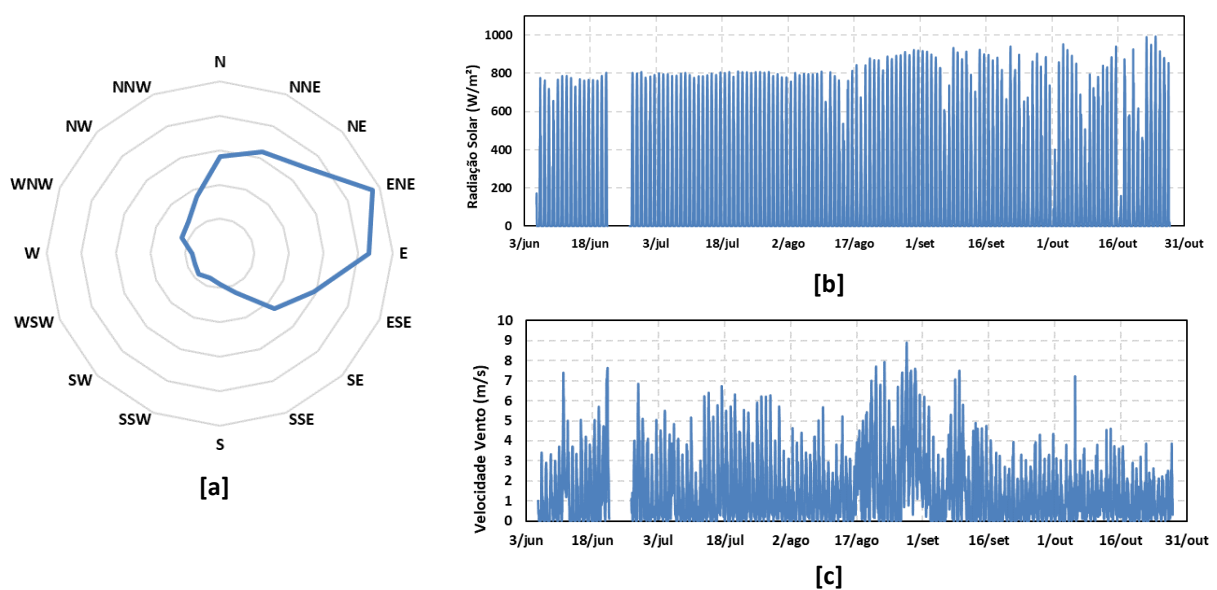 N
NNE
NE
ENE
E
ESE
SE
SSE
S
SSW
SW
WSW
W
WNW
NW
NNW
[a]
Radiação Solar (W/m²)
1000
800
600
400
200
0
3/jun 18/jun 3/jul 18/jul 2/ago 17/ago 1/set 16/set 1/out 16/out 31/out
[b]
Velocidade Vento (m/s)
10
9
8
7
6
5
4
3
2
1
0
3/jun 18/jun 3/jul 18/jul 2/ago 17/ago 1/set 16/set 1/out 16/out 31/out
[c]